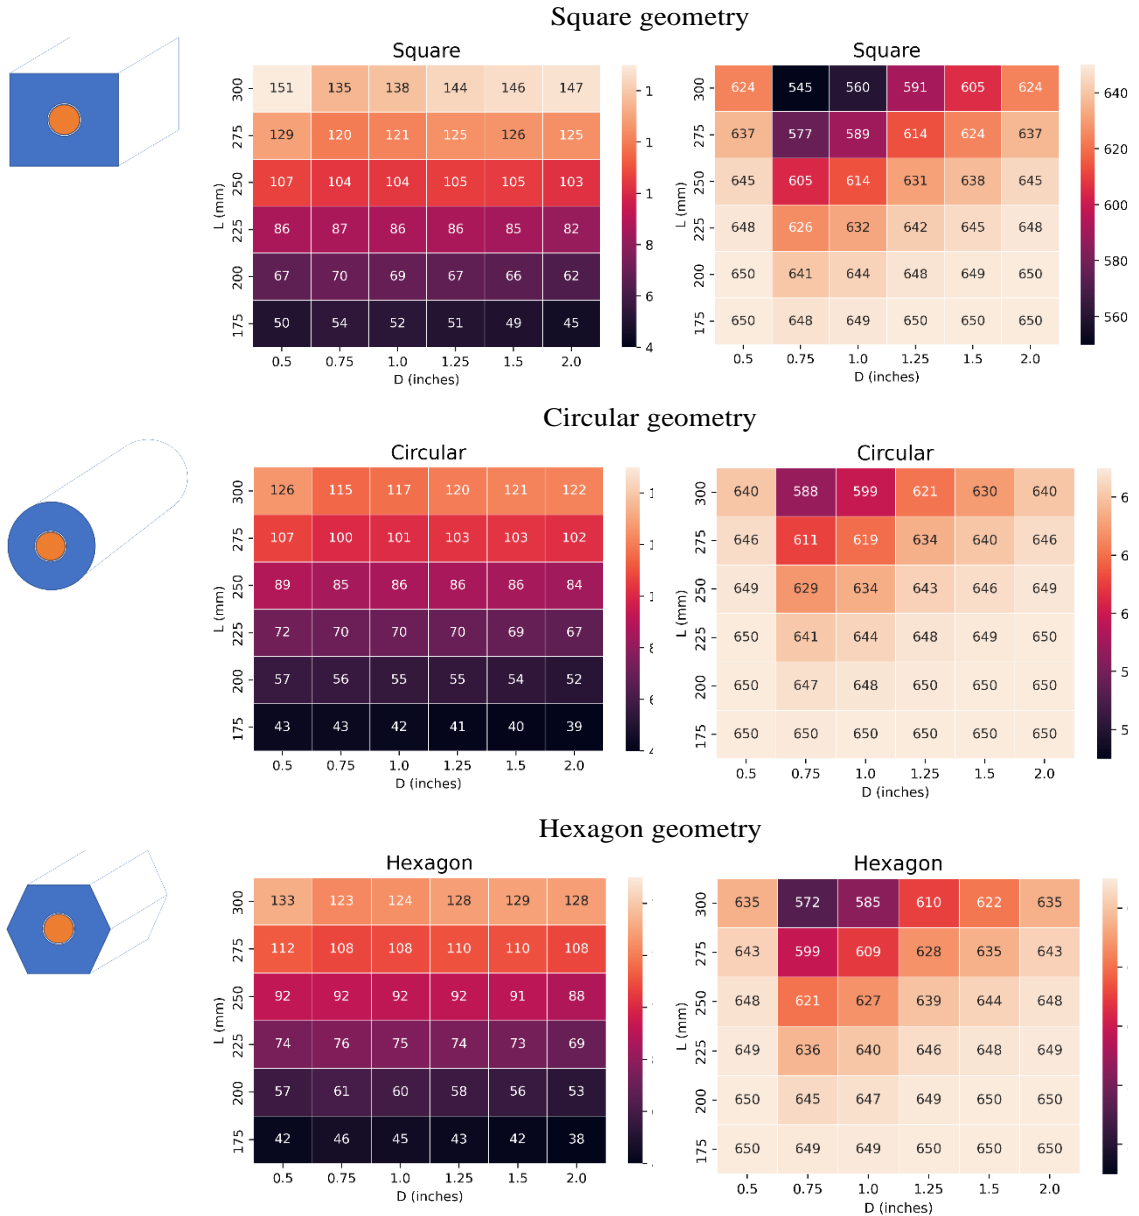 Square geometry
Square
300 151 135 138 144 146 147
275 129 120 121 125 126 125
250 107 104 104 105 105 103
225 86 87 86 86 85 82
200 67 70 69 67 66 62
175 50 54 52 51 49 45
L (mm)
0.5 0.75 1.0 1.25 1.5 2.0
D (inches)
Square
300 624 545 560 591 605 624
275 637 577 589 614 624 637
250 645 605 614 631 638 645
225 648 626 632 642 645 648
200 650 641 644 648 649 650
175 650 648 649 650 650 650
L (mm)
0.5 0.75 1.0 1.25 1.5 2.0
D (inches)
640
620
600
580
560
Circular geometry
Circular
300 126 115 117 120 121 122
275 107 100 101 103 103 102
250 89 85 86 86 86 84
225 72 70 70 70 69 67
200 57 56 55 55 54 52
175 43 43 42 41 40 39
L (mm)
0.5 0.75 1.0 1.25 1.5 2.0
D (inches)
Circular
300 640 588 599 621 630 640
275 646 611 619 634 640 646
250 649 629 634 643 646 649
225 650 641 644 648 649 650
200 650 647 648 650 650 650
175 650 650 650 650 650 650
L (mm)
0.5 0.75 1.0 1.25 1.5 2.0
D (inches)
Hexagon geometry
Hexagon
300 133 123 124 128 129 128
275 112 108 108 110 110 108
250 92 92 92 92 91 88
225 74 76 75 74 73 69
200 57 61 60 58 56 53
175 42 46 45 43 42 38
L (mm)
0.5 0.75 1.0 1.25 1.5 2.0
D (inches)
Hexagon
300 635 572 585 610 622 635
275 643 599 609 628 635 643
250 648 621 627 639 644 648
225 649 636 640 646 648 649
200 650 645 647 649 650 650
175 650 649 649 650 650 650
L (mm)
0.5 0.75 1.0 1.25 1.5 2.0
D (inches)